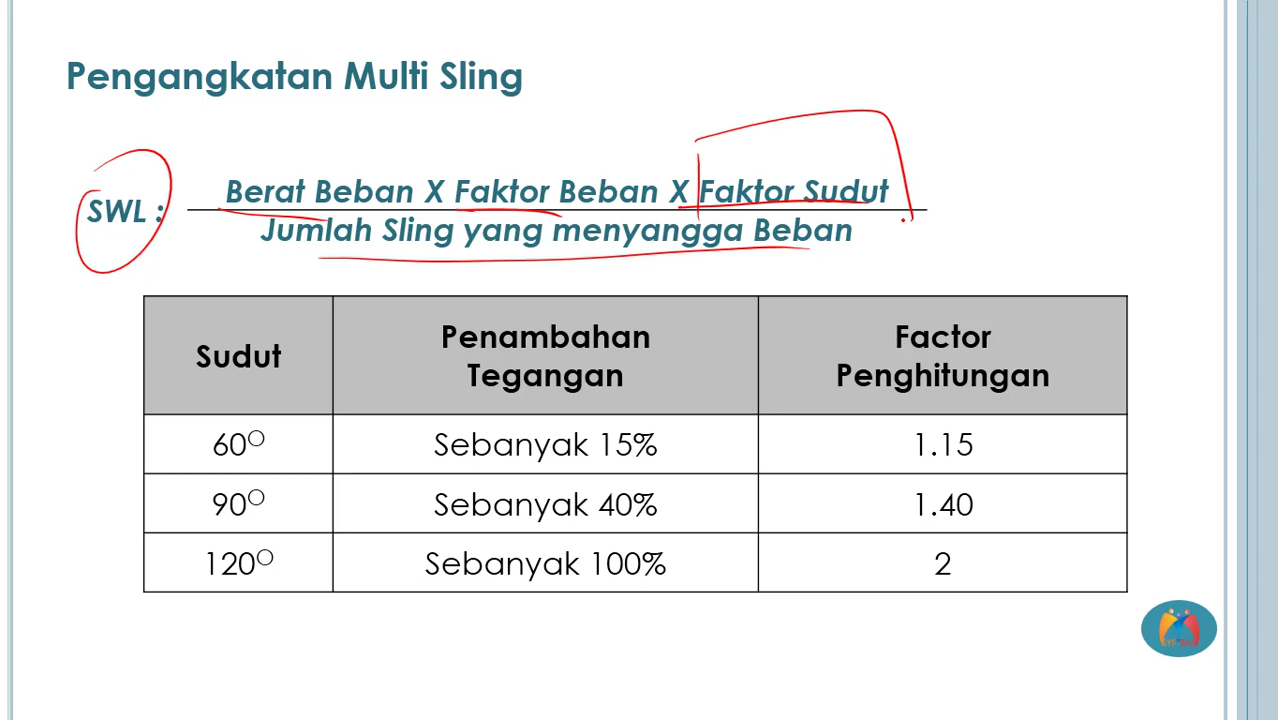 Pengangkatan Multi Sling
SWL : Berat Beban X Faktor Beban X Faktor Sudut
Jumlah Sling yang menyangga Beban
Sudut Penambahan Tegangan Factor Penghitungan
60° Sebanyak 15% 1.15
90° Sebanyak 40% 1.40
120° Sebanyak 100% 2